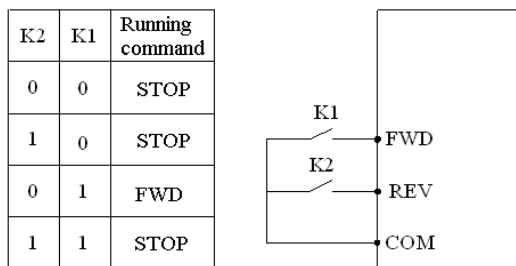 K2 K1 Running command
0 0 STOP
1 0 STOP
0 1 FWD
1 1 STOP
K1
FWD
K2
REV
COM